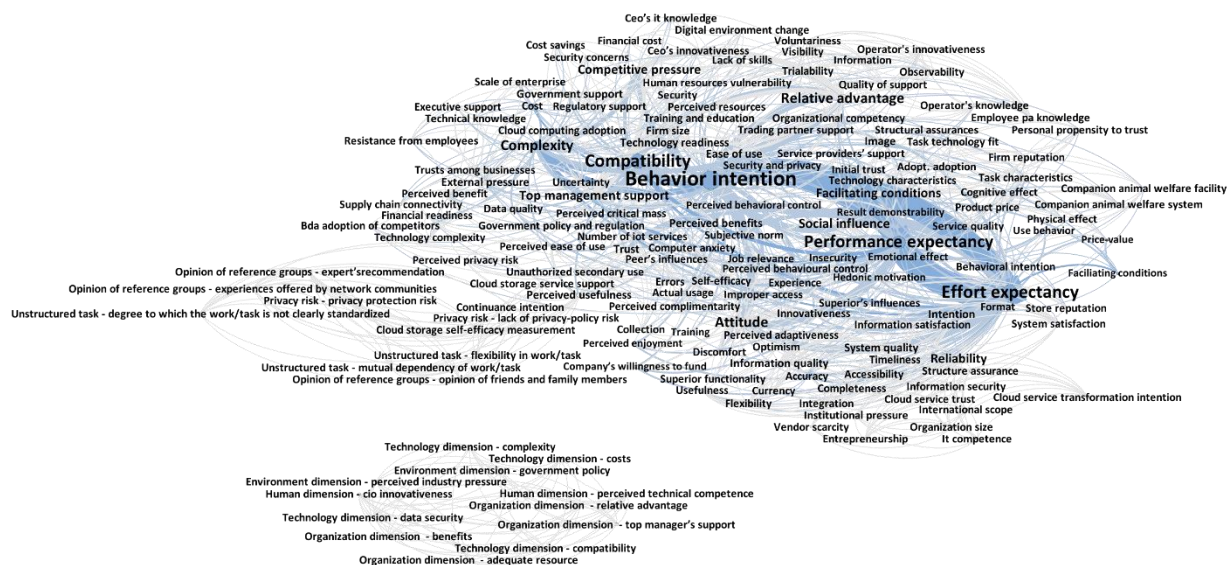 Ceo's it knowledge
Digital environment change
Financial cost
Voluntariness
Cost savings
Ceo's innovativeness
Visibility
Operator's innovativeness
Security concerns
Lack of skills
Information
Competitive pressure
Trialability
Observability
Scale of enterprise
Human resources vulnerability
Quality of support
Government support
Security
Relative advantage
Executive support
Cost
Regulatory support
Perceived resources
Operator's knowledge
Technical knowledge
Training and education
Organizational competency
Employee pa knowledge
Cloud computing adoption
Firm size
Trading partner support
Structural assurances
Personal propensity to trust
Resistance from employees
Complexity
Technology readiness
Image
Task technology fit
Compatibility
Ease of use
Service providers' support
Firm reputation
Security and privacy
Initial trust
Adopt. adoption
Trusts among businesses
Behavior intention
Technology characteristics
Task characteristics
External pressure
Uncertainty
Facilitating conditions
Cognitive effect
Companion animal welfare facility
Perceived benefit
Top management support
Supply chain connectivity
Data quality
Perceived behavioral control
Product price
Companion animal welfare system
Financial readiness
Perceived critical mass
Result demonstrability
Physical effect
Bda adoption of competitors
Government policy and regulation
Perceived benefits
Social influence
Service quality
Use behavior
Technology complexity
Number of iot services
Subjective norm
Performance expectancy
Price-value
Perceived ease of use
Trust
Computer anxiety
Perceived privacy risk
Peer's influences
Job relevance
Insecurity
Emotional effect
Opinion of reference groups - expert'srecommendation
Unauthorized secondary use
Perceived behavioural control
Behavioral intention
Faciliating conditions
Cloud storage service support
Errors
Self-efficacy
Experience
Hedonic motivation
Opinion of reference groups - experiences offered by network communities
Perceived usefulness
Actual usage
Improper access
Effort expectancy
Privacy risk - privacy protection risk
Continuance intention
Perceived complimentarity
Superior's influences
Format
Store reputation
Unstructured task - degree to which the work/task is not clearly standardized
Privacy risk - lack of privacy-policy risk
Innovativeness
Intention
Cloud storage self-efficacy measurement
Collection
Training
Attitude
Information satisfaction
System satisfaction
Perceived enjoyment
Perceived adaptiveness
Unstructured task - flexibility in work/task
Discomfort
Optimism
System quality
Unstructured task - mutual dependency of work/task
Company's willingness to fund
Information quality
Timeliness
Reliability
Opinion of reference groups - opinion of friends and family members
Superior functionality
Accuracy
Accessibility
Structure assurance
Usefulness
Currency
Completeness
Information security
Flexibility
Integration
Cloud service trust
Cloud service transformation intention
Institutional pressure
International scope
Vendor scarcity
Organization size
Entrepreneurship
It competence
Technology dimension - complexity
Technology dimension - costs
Environment dimension - government policy
Environment dimension - perceived industry pressure
Human dimension - cio innovativeness
Human dimension - perceived technical competence
Organization dimension - relative advantage
Technology dimension - data security
Organization dimension - top manager's support
Organization dimension - benefits
Technology dimension - compatibility
Organization dimension - adequate resource